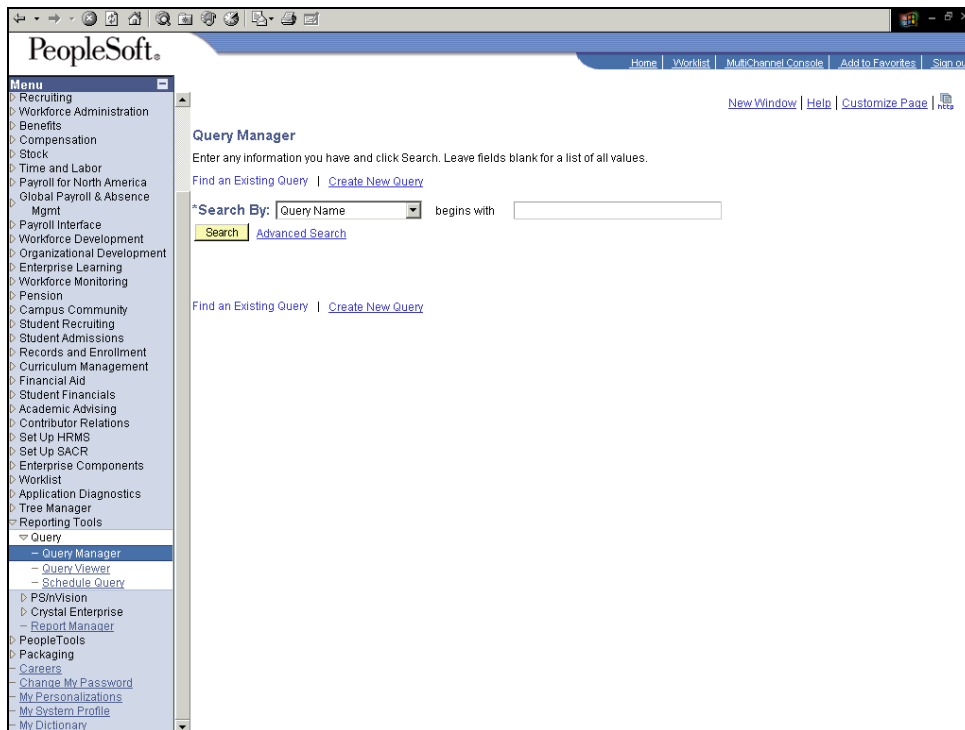 PeopleSoft.
Home | Worklist | MultiChannel Console | Add to Favorites | Sign ou
Menu
Recruiting
Workforce Administration
Benefits
Compensation
Stock
Time and Labor
Payroll for North America
Global Payroll & Absence
Mgmt
Payroll Interface
Workforce Development
Organizational Development
Enterprise Learning
Workforce Monitoring
Pension
Campus Community
Student Recruiting
Student Admissions
Records and Enrollment
Curriculum Management
Financial Aid
Student Financials
Academic Advising
Contributor Relations
Set Up HRMS
Set Up SACR
Enterprise Components
Worklist
Application Diagnostics
Tree Manager
Reporting Tools
Query
– Query Manager
– Query Viewer
– Schedule Query
PS/nVision
Crystal Enterprise
– Report Manager
PeopleTools
Packaging
– Careers
– Change My Password
– My Personalizations
– My System Profile
– My Dictionary
New Window | Help | Customize Page | http
Query Manager
Enter any information you have and click Search. Leave fields blank for a list of all values.
Find an Existing Query | Create New Query
*Search By: Query Name begins with
Search Advanced Search
Find an Existing Query | Create New Query